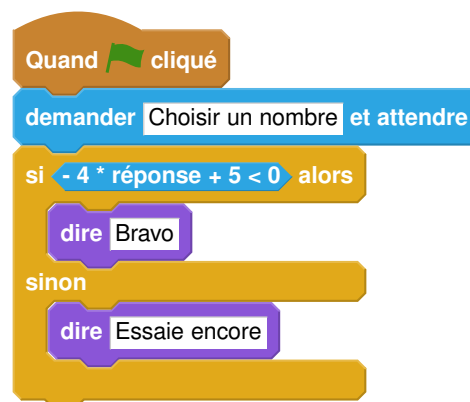 Quand cliqué
demander Choisir un nombre et attendre
si - 4 * réponse + 5 < 0 alors
dire Bravo
sinon
dire Essaie encore